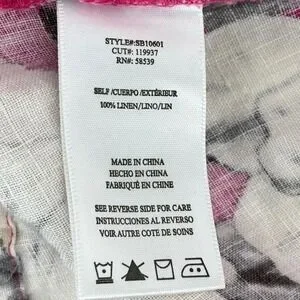 STYLE#:SB10601
CUT#: 119937
RN#: 58539
SELF /CUERPO /EXTÉRIEUR
100% LINEN/LINO/LIN
MADE IN CHINA
HECHO EN CHINA
FABRIQUÉ EN CHINE
SEE REVERSE SIDE FOR CARE
INSTRUCCIONES AL REVERSO
VOIR AUTRE COTE DE SOINS